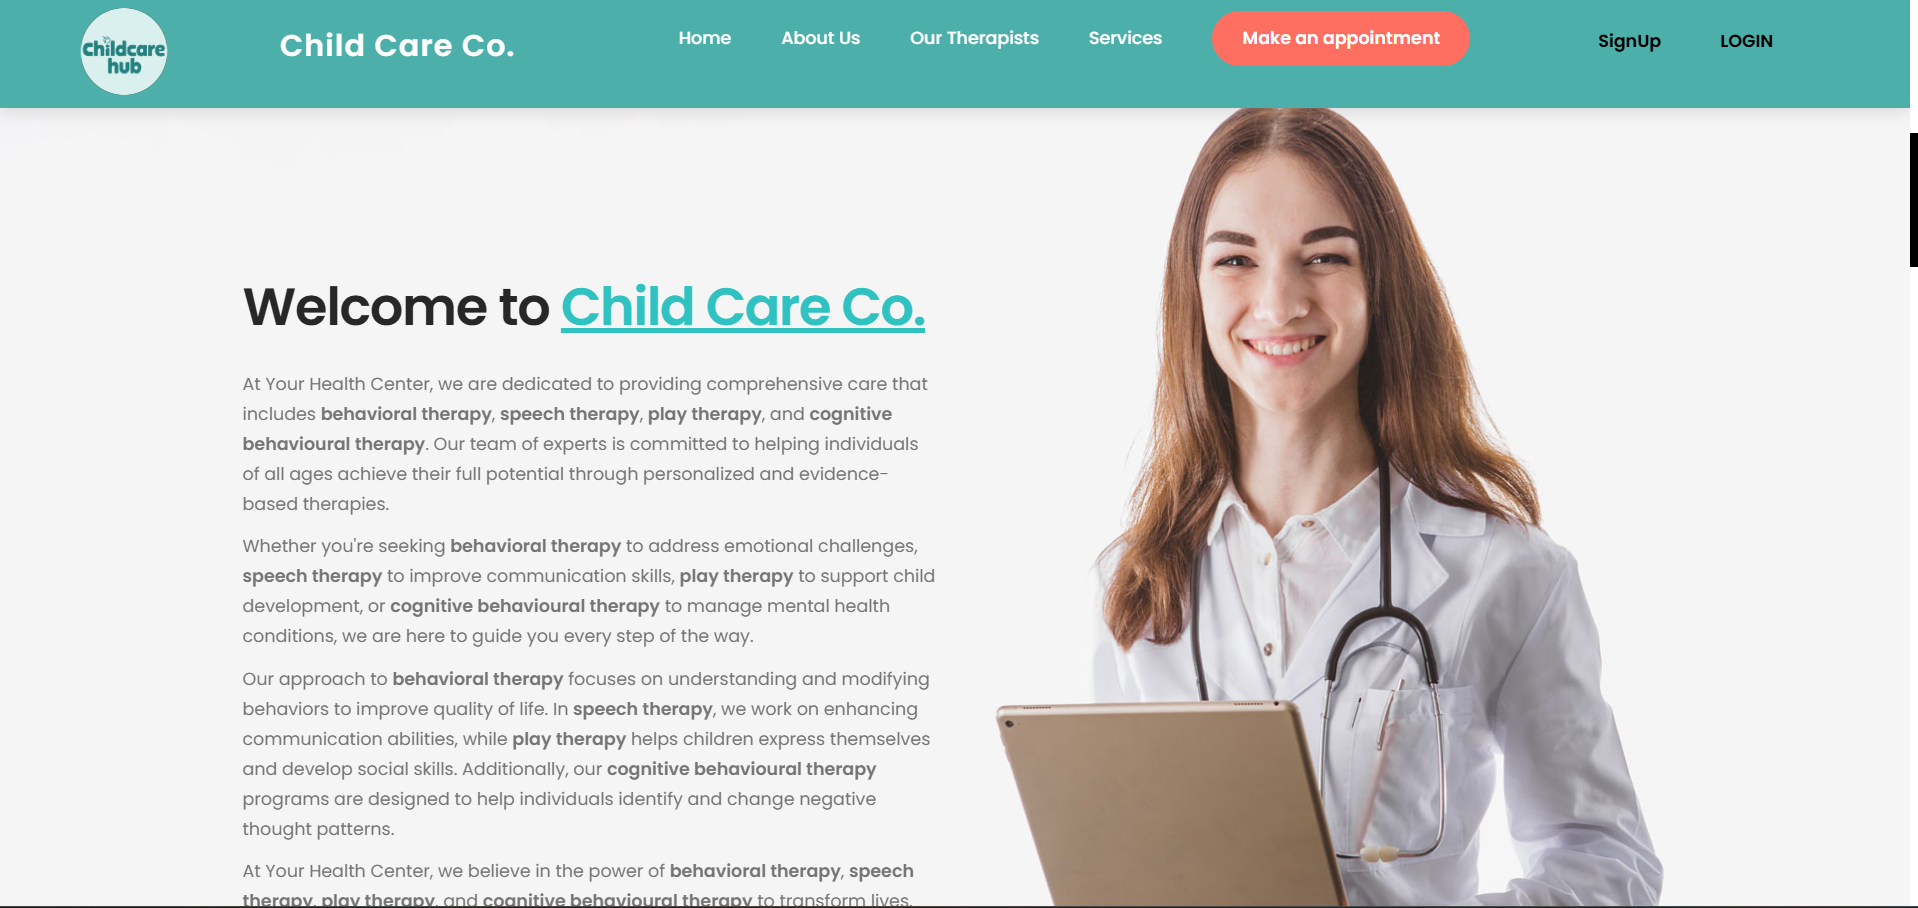 Childcare
hub
Child Care Co.
Home
About Us
Our Therapists
Services
Make an appointment
SignUp
LOGIN
Welcome to Child Care Co.
At Your Health Center, we are dedicated to providing comprehensive care that
includes behavioral therapy, speech therapy, play therapy, and cognitive
behavioural therapy. Our team of experts is committed to helping individuals
of all ages achieve their full potential through personalized and evidence-
based therapies.
Whether you're seeking behavioral therapy to address emotional challenges,
speech therapy to improve communication skills, play therapy to support child
development, or cognitive behavioural therapy to manage mental health
conditions, we are here to guide you every step of the way.
Our approach to behavioral therapy focuses on understanding and modifying
behaviors to improve quality of life. In speech therapy, we work on enhancing
communication abilities, while play therapy helps children express themselves
and develop social skills. Additionally, our cognitive behavioural therapy
programs are designed to help individuals identify and change negative
thought patterns.
At Your Health Center, we believe in the power of behavioral therapy, speech
therapy, play therapy, and cognitive behavioural therapy to transform lives.